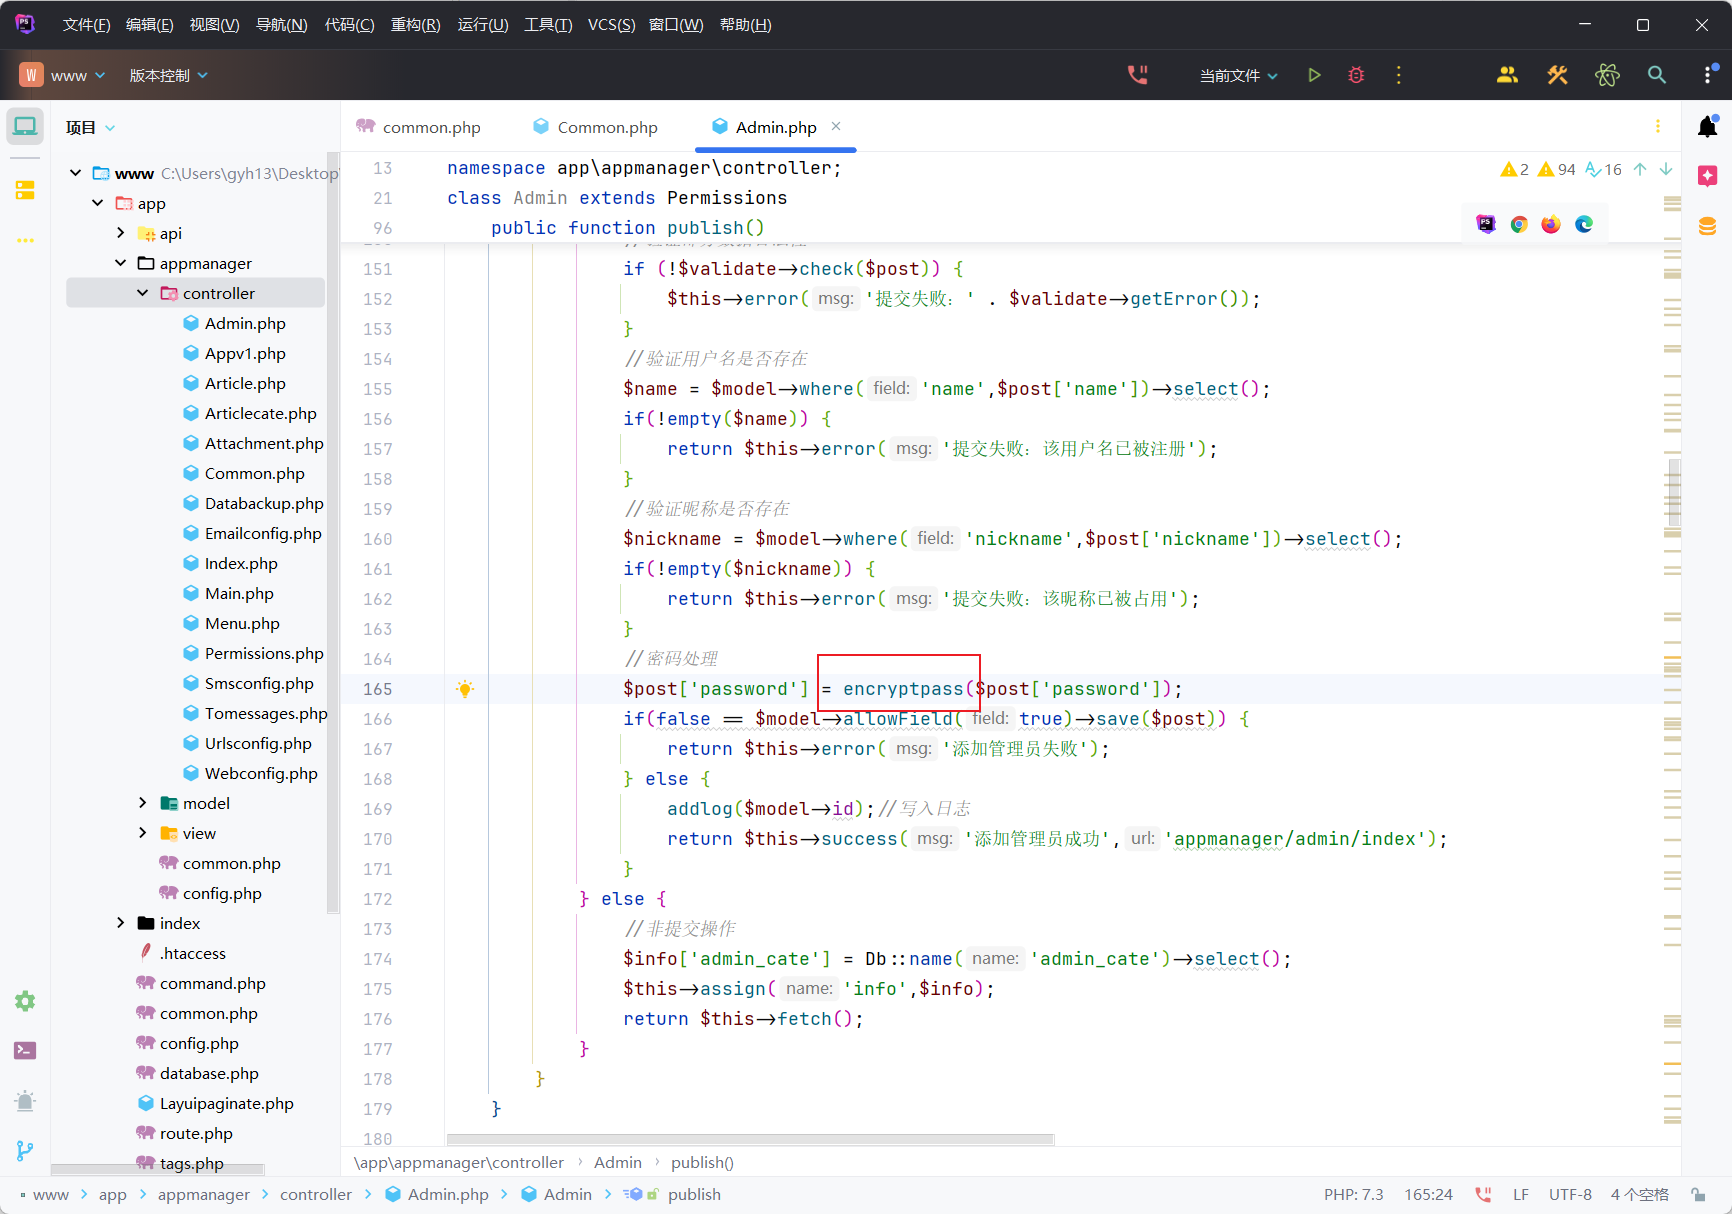 文件(F) 编辑(E) 视图(V) 导航(N) 代码(C) 重构(R) 运行(U) 工具(T) VCS(S) 窗口(W) 帮助(H)
W www 版本控制 当前文件
项目
common.php Common.php Admin.php
www C:\Users\gyh13\Desktop
app
api
appmanager
controller
Admin.php
Appv1.php
Article.php
Articlecate.php
Attachment.php
Common.php
Databackup.php
Emailconfig.php
Index.php
Main.php
Menu.php
Permissions.php
Smsconfig.php
Tomessages.php
Urlsconfig.php
Webconfig.php
model
view
common.php
config.php
index
.htaccess
command.php
common.php
config.php
database.php
Layuipaginate.php
route.php
tags.php
2 94 16
13 namespace app\appmanager\controller;
21 class Admin extends Permissions
96 public function publish()
151 if (!$validate->check($post)) {
152 $this->error( msg: '提交失败：' . $validate->getError());
153 }
154 //验证用户名是否存在
155 $name = $model->where( field: 'name',$post['name'])->select();
156 if(!empty($name)) {
157 return $this->error( msg: '提交失败：该用户名已被注册');
158 }
159 //验证昵称是否存在
160 $nickname = $model->where( field: 'nickname',$post['nickname'])->select();
161 if(!empty($nickname)) {
162 return $this->error( msg: '提交失败：该昵称已被占用');
163 }
164 //密码处理
165 $post['password'] = encryptpass($post['password']);
166 if(false == $model->allowField( field: true)->save($post)) {
167 return $this->error( msg: '添加管理员失败');
168 } else {
169 addlog($model->id);//写入日志
170 return $this->success( msg: '添加管理员成功', url: 'appmanager/admin/index');
171 }
172 } else {
173 //非提交操作
174 $info['admin_cate'] = Db::name( name: 'admin_cate')->select();
175 $this->assign( name: 'info',$info);
176 return $this->fetch();
177 }
178 }
179 }
180
\app\appmanager\controller › Admin › publish()
www › app › appmanager › controller › Admin.php › Admin › publish PHP: 7.3 165:24 LF UTF-8 4 个空格